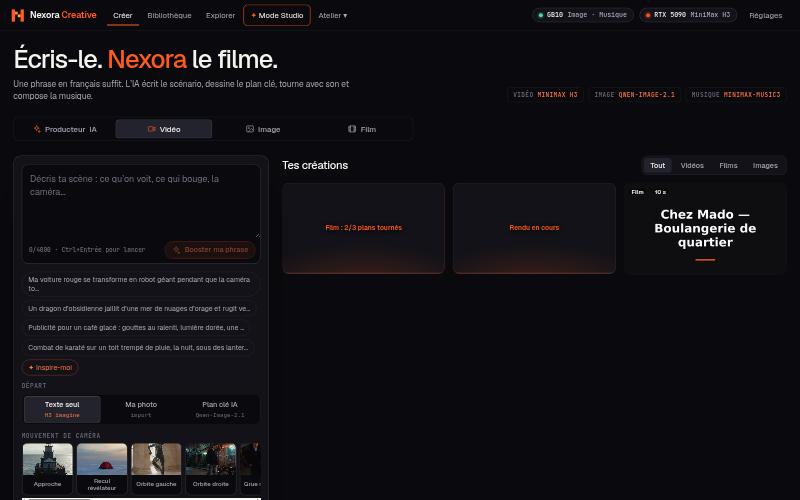 Nexora Creative
Créer
Bibliothèque
Explorer
✦ Mode Studio
Atelier ▾
GB10 Image · Musique
RTX 5090 MiniMax H3
Réglages
Écris-le. Nexora le filme.
Une phrase en français suffit. L'IA écrit le scénario, dessine le plan clé, tourne avec son et
compose la musique.
VIDÉO MINIMAX H3
IMAGE QWEN-IMAGE-2.1
MUSIQUE MINIMAX-MUSIC3
Producteur IA
Vidéo
Image
Film
Décris ta scène : ce qu'on voit, ce qui bouge, la
caméra…
0/4000 · Ctrl+Entrée pour lancer
Booster ma phrase
Ma voiture rouge se transforme en robot géant pendant que la caméra
to…
Un dragon d'obsidienne jaillit d'une mer de nuages d'orage et rugit ve…
Publicité pour un café glacé : gouttes au ralenti, lumière dorée, une …
Combat de karaté sur un toit trempé de pluie, la nuit, sous des lanter…
✦ Inspire-moi
DÉPART
Texte seul
H3 imagine
Ma photo
import
Plan clé IA
Qwen-Image-2.1
MOUVEMENT DE CAMÉRA
Approche
Recul
révélateur
Orbite gauche
Orbite droite
Tes créations
Tout
Vidéos
Films
Images
Film : 2/3 plans tournés
Rendu en cours
Film
10 s
Chez Mado —
Boulangerie de
quartier